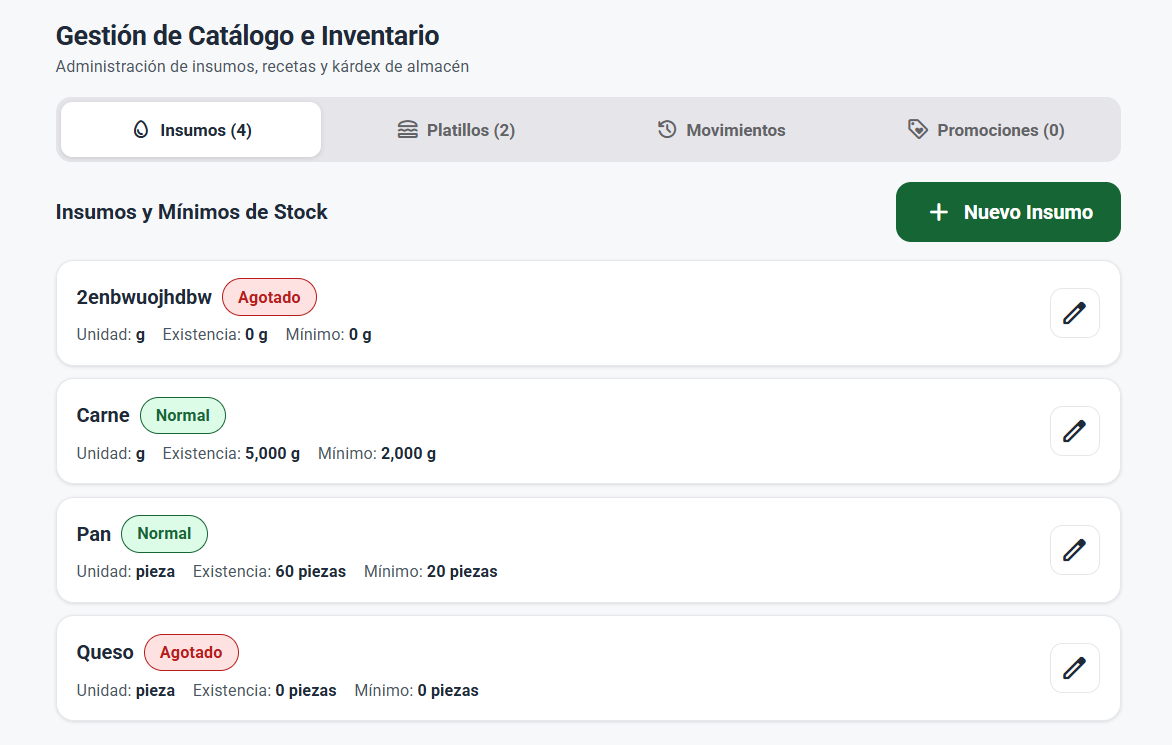 Gestión de Catálogo e Inventario
Administración de insumos, recetas y kárdex de almacén
Insumos (4) Platillos (2) Movimientos Promociones (0)
Insumos y Mínimos de Stock + Nuevo Insumo
2enbwuojhdbw Agotado
Unidad: g Existencia: 0 g Mínimo: 0 g
Carne Normal
Unidad: g Existencia: 5,000 g Mínimo: 2,000 g
Pan Normal
Unidad: pieza Existencia: 60 piezas Mínimo: 20 piezas
Queso Agotado
Unidad: pieza Existencia: 0 piezas Mínimo: 0 piezas